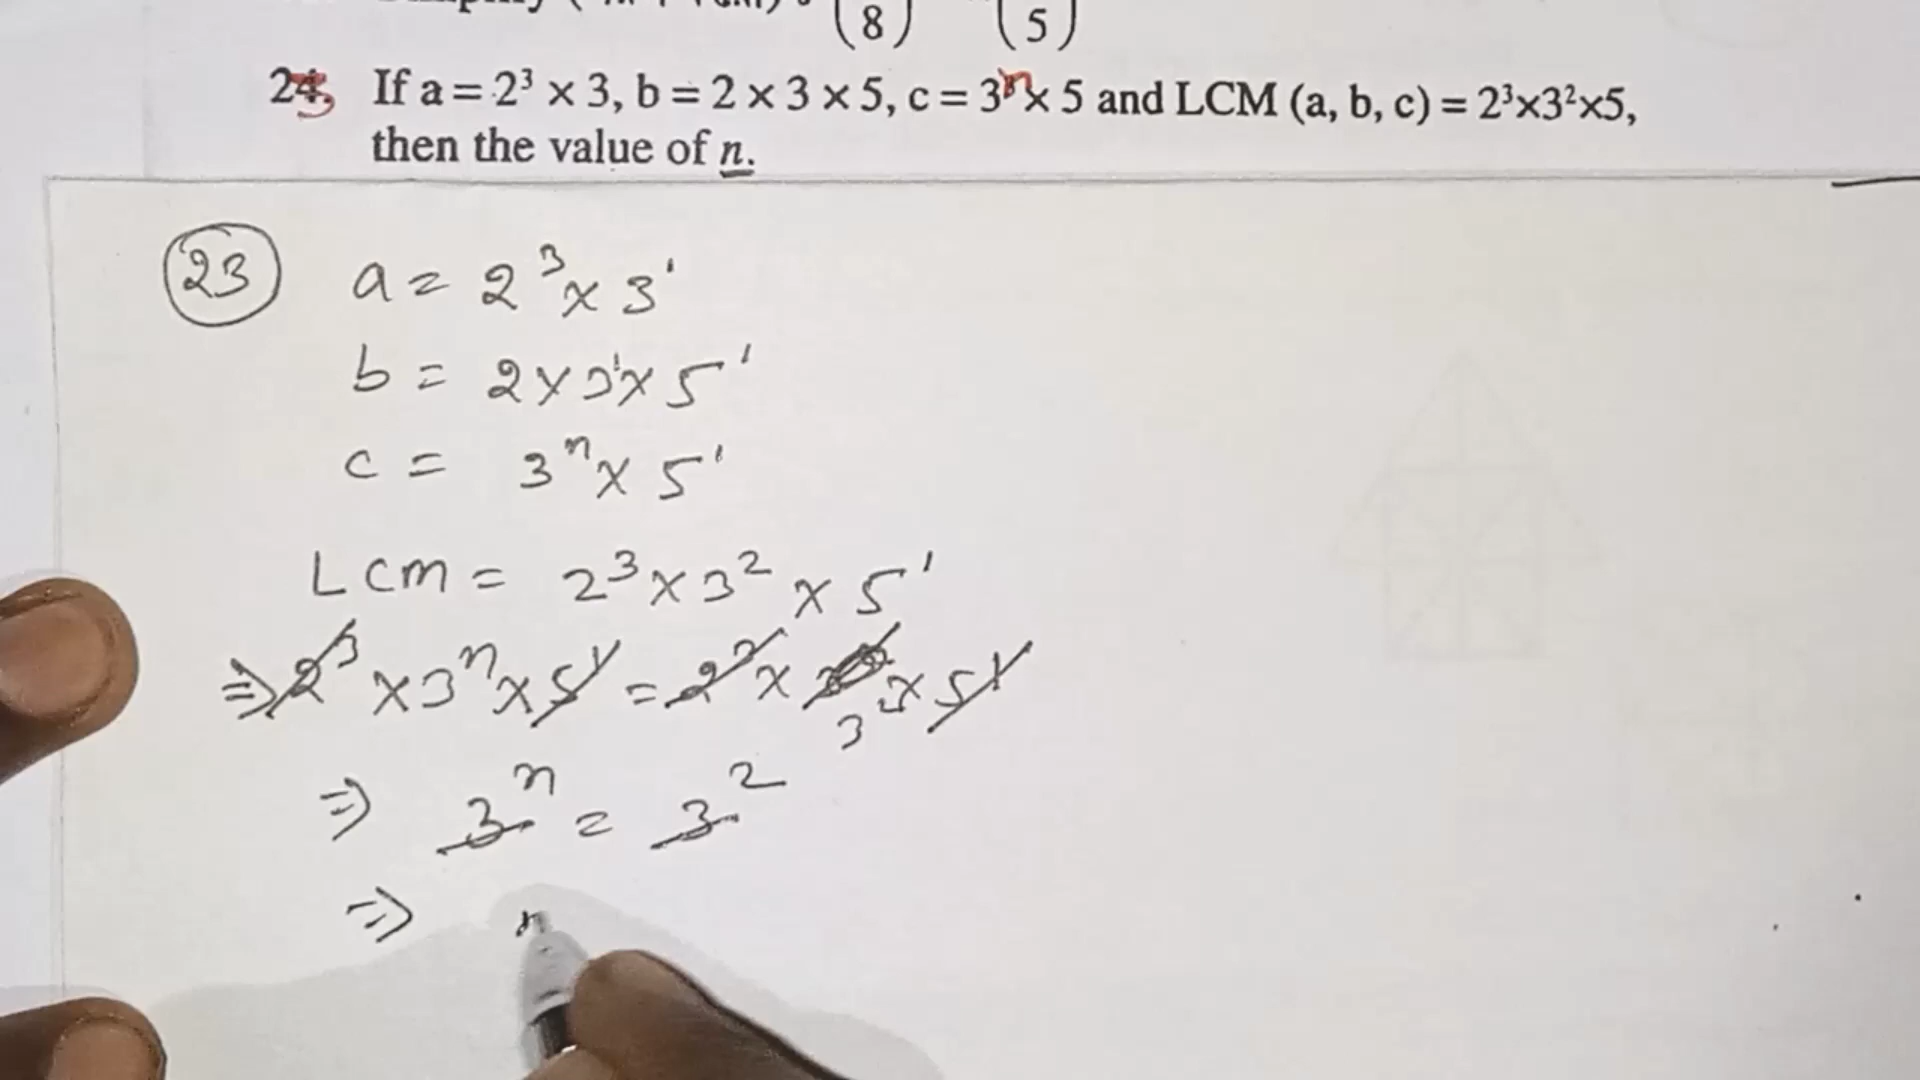 (8) (5)
23. If a = 2³ × 3, b = 2 × 3 × 5, c = 3ⁿ × 5 and LCM (a, b, c) = 2³×3²×5,
then the value of n.
23 a = 2³ × 3¹
b = 2 × 3¹ × 5¹
c = 3ⁿ × 5¹
Lcm = 2³ × 3² × 5¹
⇒ 2³ × 3ⁿ × 5¹ = 2³ × 3² × 5¹
⇒ 3ⁿ = 3²
⇒ n